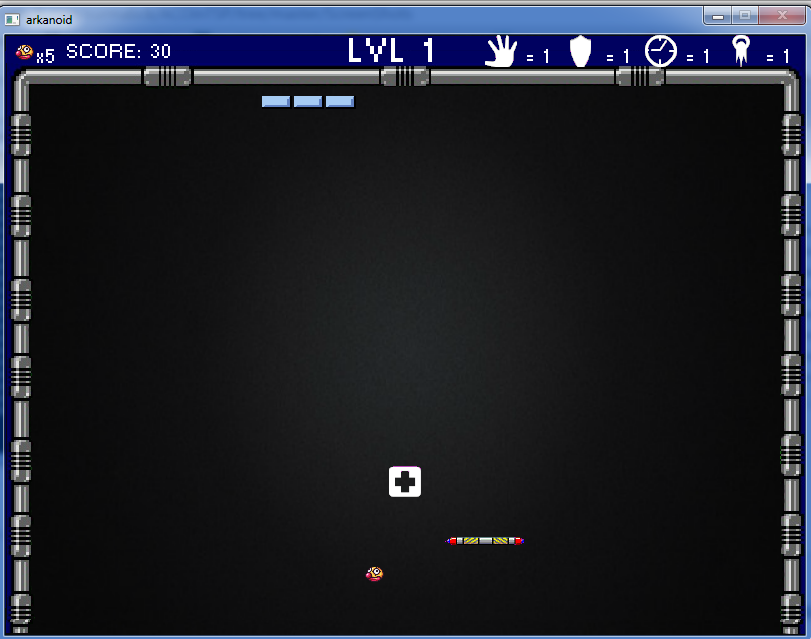 arkanoid
x5 SCORE: 30 LVL 1 = 1 = 1 = 1 = 1